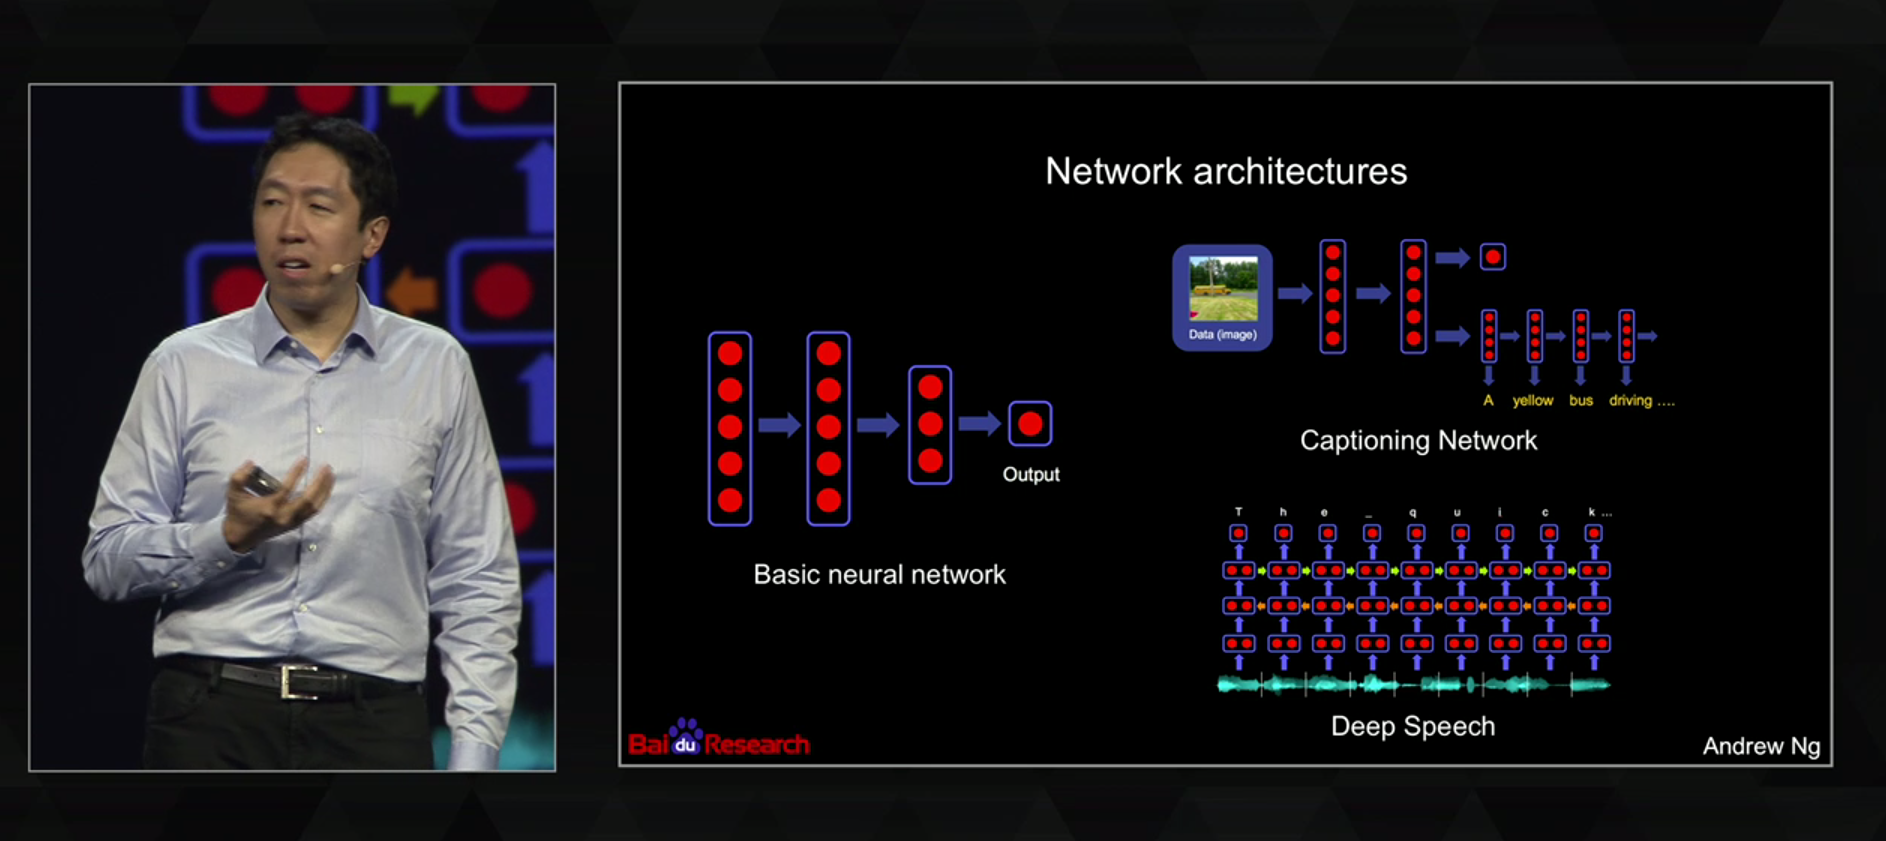 Network architectures
Output
Basic neural network
Data (image)
A yellow bus driving ....
Captioning Network
T h e _ q u i c k ...
Deep Speech
Bai du Research
Andrew Ng